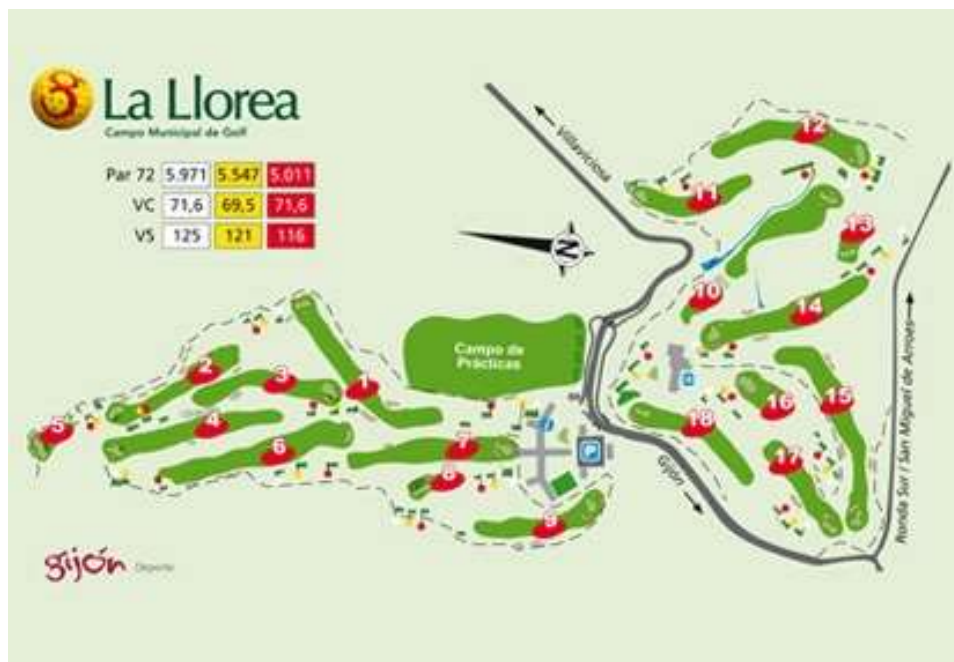 La Llorea
Campo Municipal de Golf
Par 72 5.971 5.547 5.011
VC 71,6 69,5 71,6
VS 125 121 116
Villaviciosa
N
Campo de
Prácticas
1
2
3
4
5
6
7
8
9
P
10
11
12
13
14
15
16
17
18
Gijón
Ronda Sur / San Miguel de Arroes
gijón Deporte